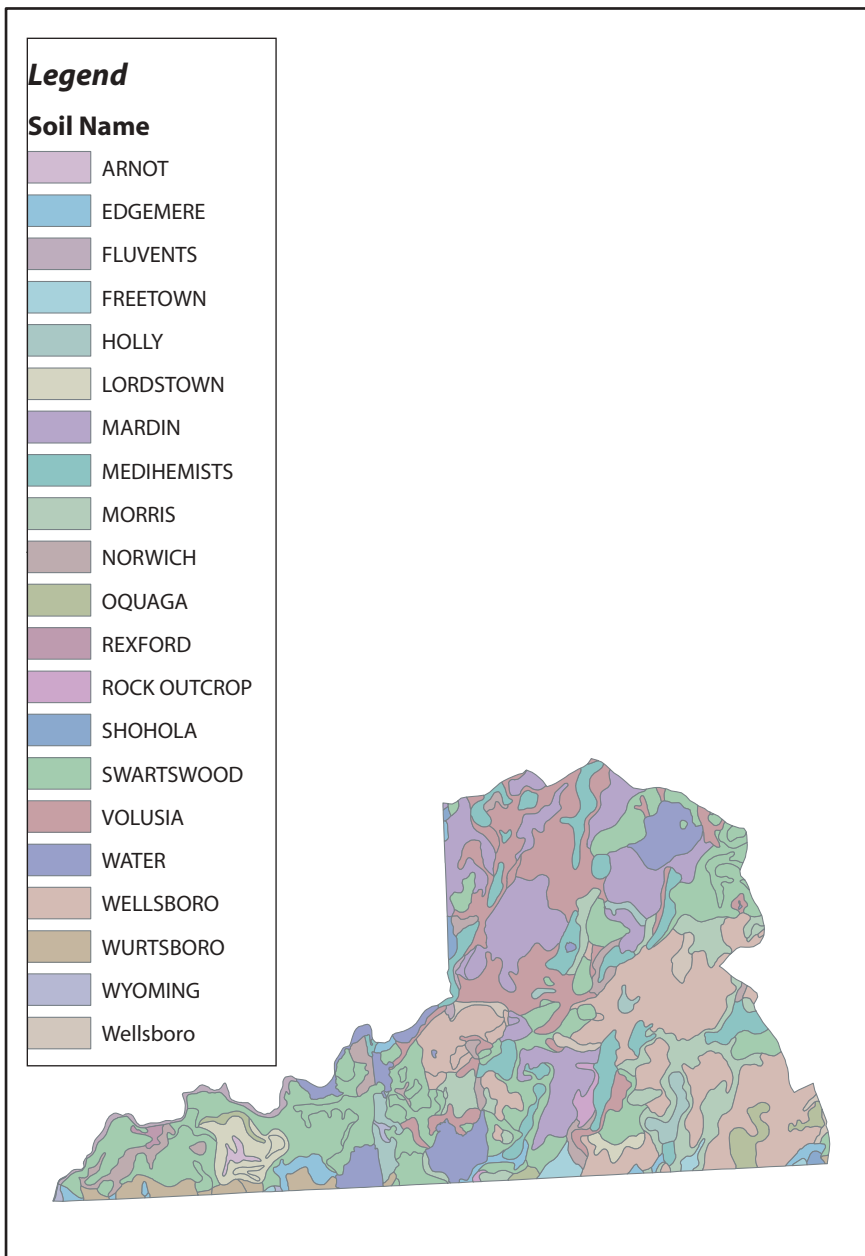 Legend
Soil Name
ARNOT
EDGEMERE
FLUVENTS
FREETOWN
HOLLY
LORDSTOWN
MARDIN
MEDIHEMISTS
MORRIS
NORWICH
OQUAGA
REXFORD
ROCK OUTCROP
SHOHOLA
SWARTSWOOD
VOLUSIA
WATER
WELLSBORO
WURTSBORO
WYOMING
Wellsboro